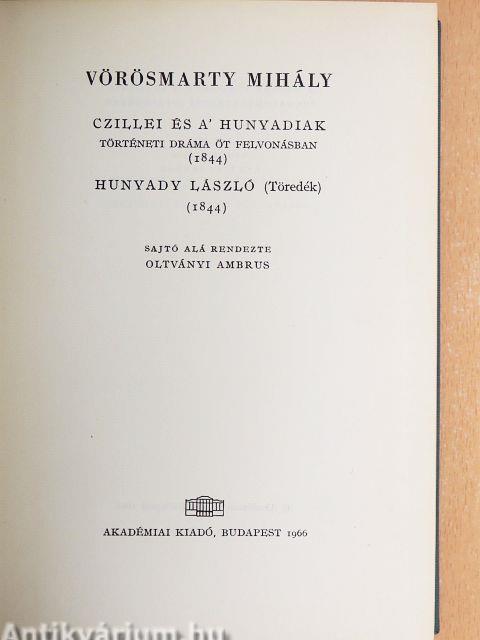 VÖRÖSMARTY MIHÁLY
CZILLEI ÉS A' HUNYADIAK
TÖRTÉNETI DRÁMA ÖT FELVONÁSBAN
(1844)
HUNYADY LÁSZLÓ (Töredék)
(1844)
SAJTÓ ALÁ RENDEZTE
OLTVÁNYI AMBRUS
AKADÉMIAI KIADÓ, BUDAPEST 1966
Antikvárium.hu